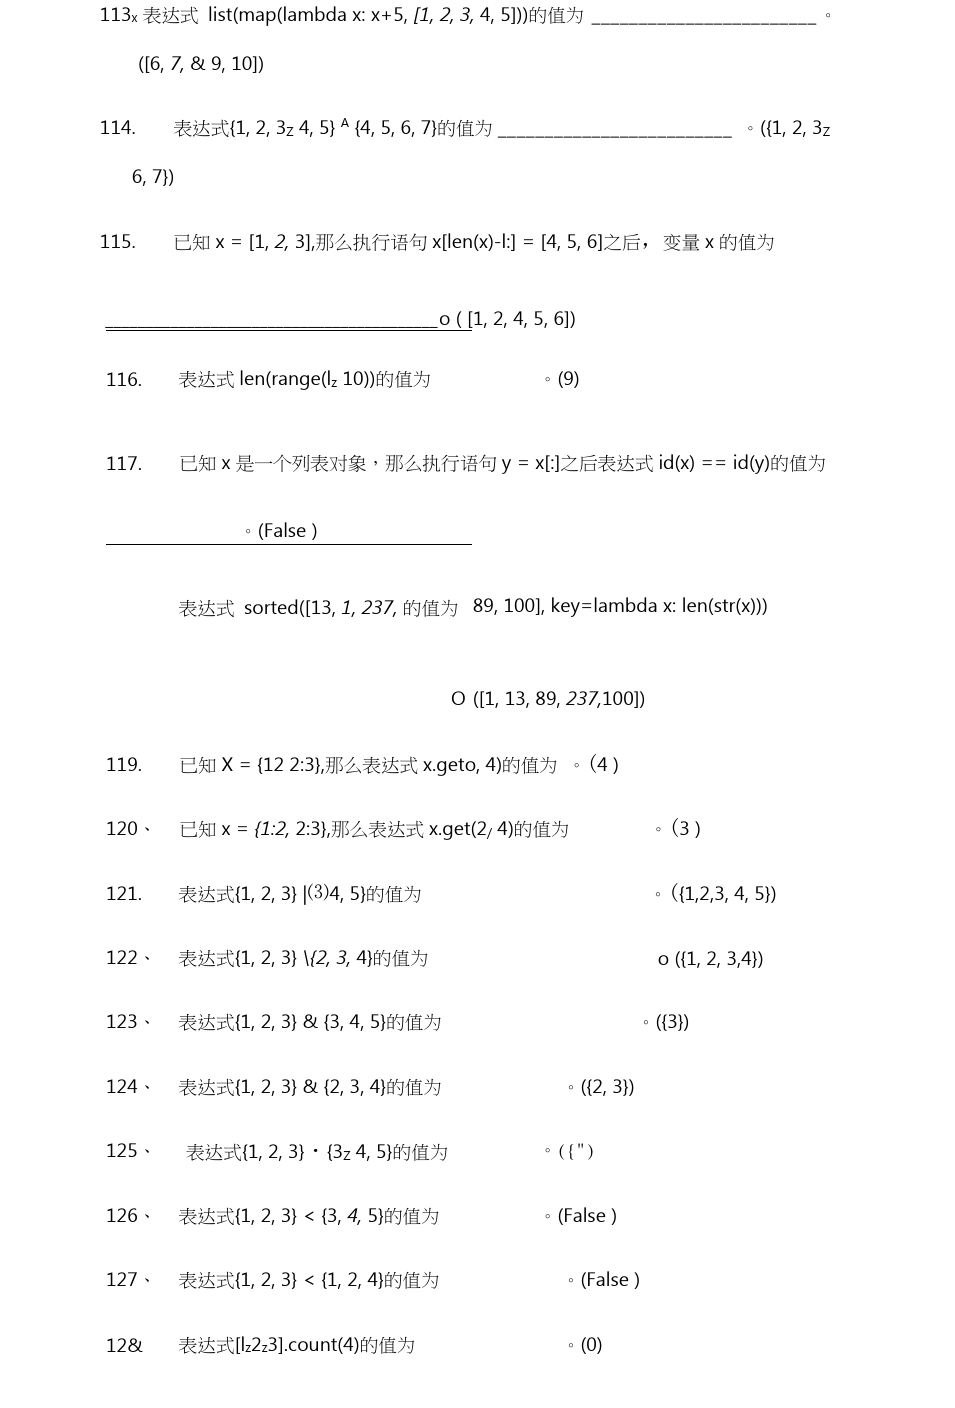 113x 表达式 list(map(lambda x: x+5, [1, 2, 3, 4, 5]))的值为 ________________________ 。
([6, 7, & 9, 10])
114. 表达式{1, 2, 3Z 4, 5} A {4, 5, 6, 7}的值为 _________________________ 。({1, 2, 3Z
6, 7})
115. 已知 x = [1, 2, 3],那么执行语句 x[len(x)-l:] = [4, 5, 6]之后，变量 x 的值为
________________________________________o ( [1, 2, 4, 5, 6])
116. 表达式 len(range(lz 10))的值为 。(9)
117. 已知 x 是一个列表对象，那么执行语句 y = x[:]之后表达式 id(x) == id(y)的值为
。(False )
表达式 sorted([13, 1, 237, 的值为 89, 100], key=lambda x: len(str(x)))
O ([1, 13, 89, 237,100])
119. 已知 X = {12 2:3},那么表达式 x.geto, 4)的值为 。（4 )
120、 已知 x = {1:2, 2:3},那么表达式 x.get(2/ 4)的值为 。（3 )
121. 表达式{1, 2, 3} |⑶4, 5}的值为 。（{1,2,3, 4, 5})
122、 表达式{1, 2, 3} \{2, 3, 4}的值为 o ({1, 2, 3,4})
123、 表达式{1, 2, 3} & {3, 4, 5}的值为 。({3})
124、 表达式{1, 2, 3} & {2, 3, 4}的值为 。({2, 3})
125、 表达式{1, 2, 3}・{3Z 4, 5}的值为 。( { " )
126、 表达式{1, 2, 3} < {3, 4, 5}的值为 。(False )
127、 表达式{1, 2, 3} < {1, 2, 4}的值为 。(False )
12& 表达式[lz2z3].count(4)的值为 。(0)